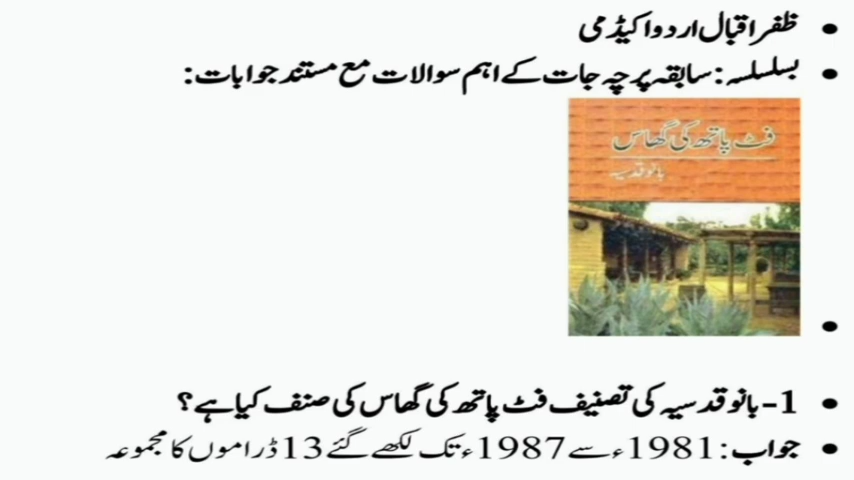 ظفر اقبال اردو اکیڈمی
بسلسلہ: سابقہ پرچہ جات کے اہم سوالات مع مستند جوابات:
فٹ پاتھ کی گھاس
بانو قدسیہ
1- بانو قدسیہ کی تصنیف فٹ پاتھ کی گھاس کی صنف کیا ہے؟
جواب: 1981ء سے 1987ء تک لکھے گئے 13 ڈراموں کا مجموعہ